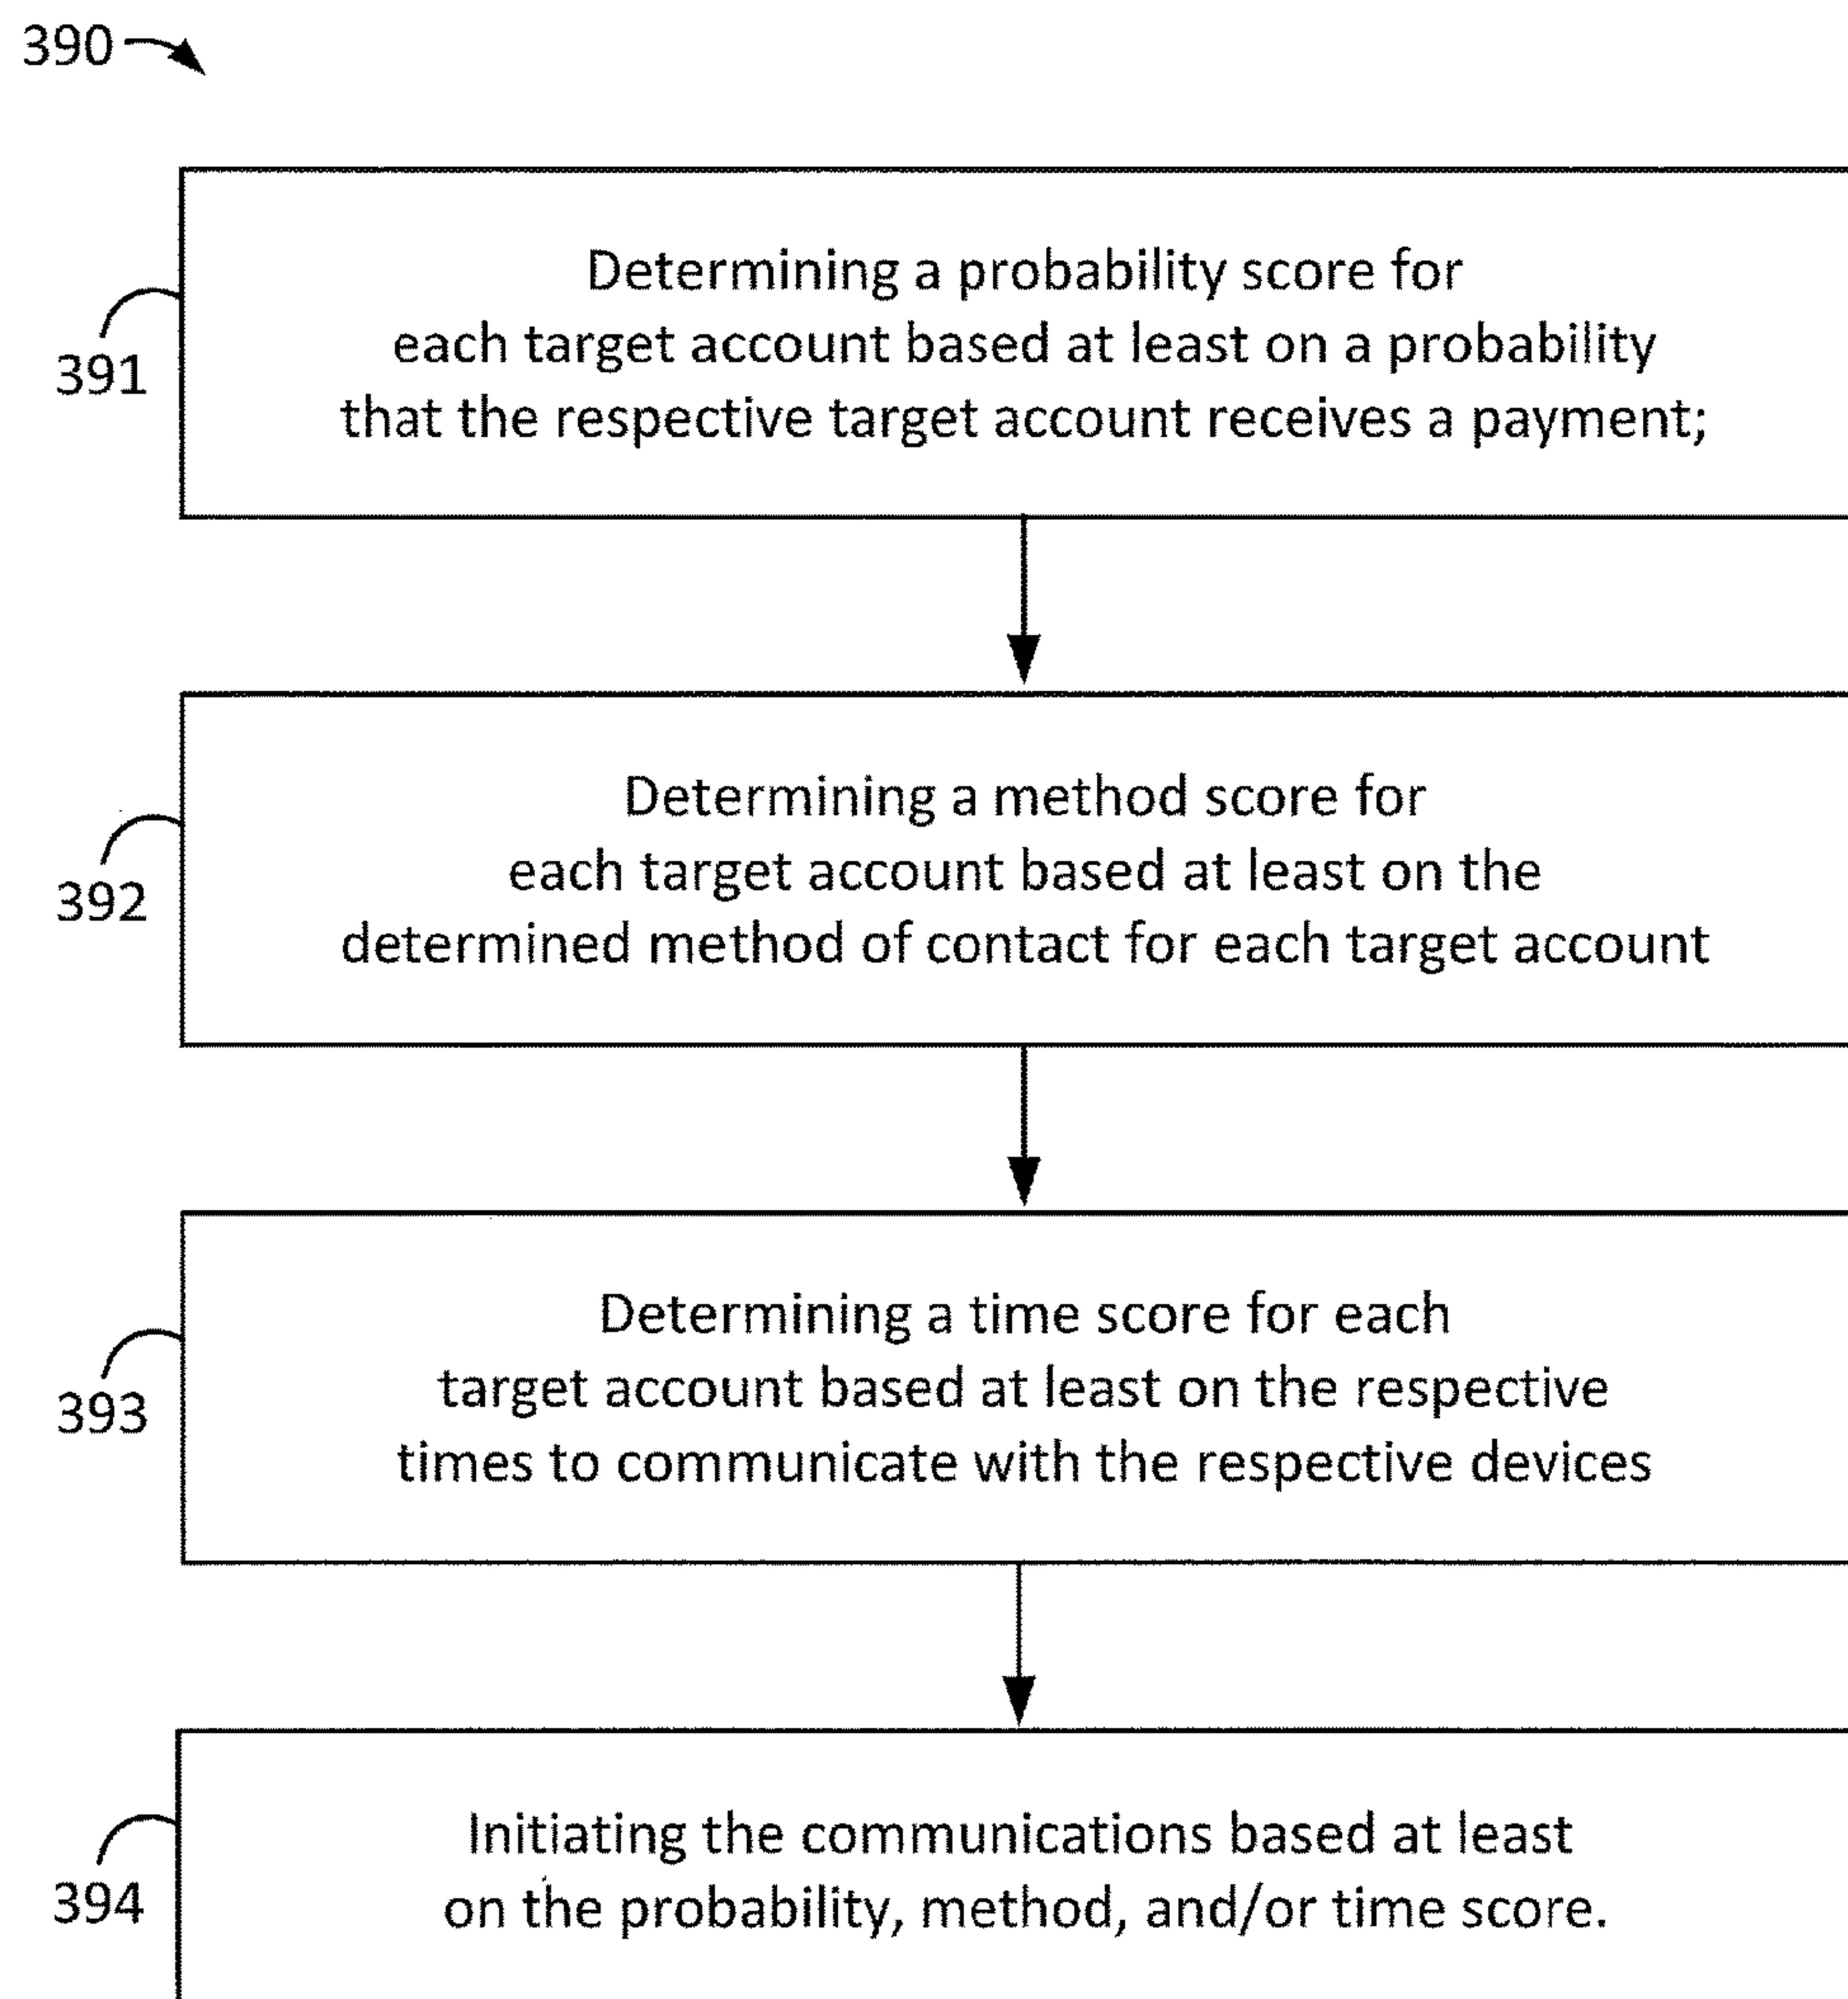 390
Determining a probability score for
each target account based at least on a probability
that the respective target account receives a payment;
391
Determining a method score for
each target account based at least on the
determined method of contact for each target account
392
Determining a time score for each
target account based at least on the respective
times to communicate with the respective devices
393
Initiating the communications based at least
on the probability, method, and/or time score.
394